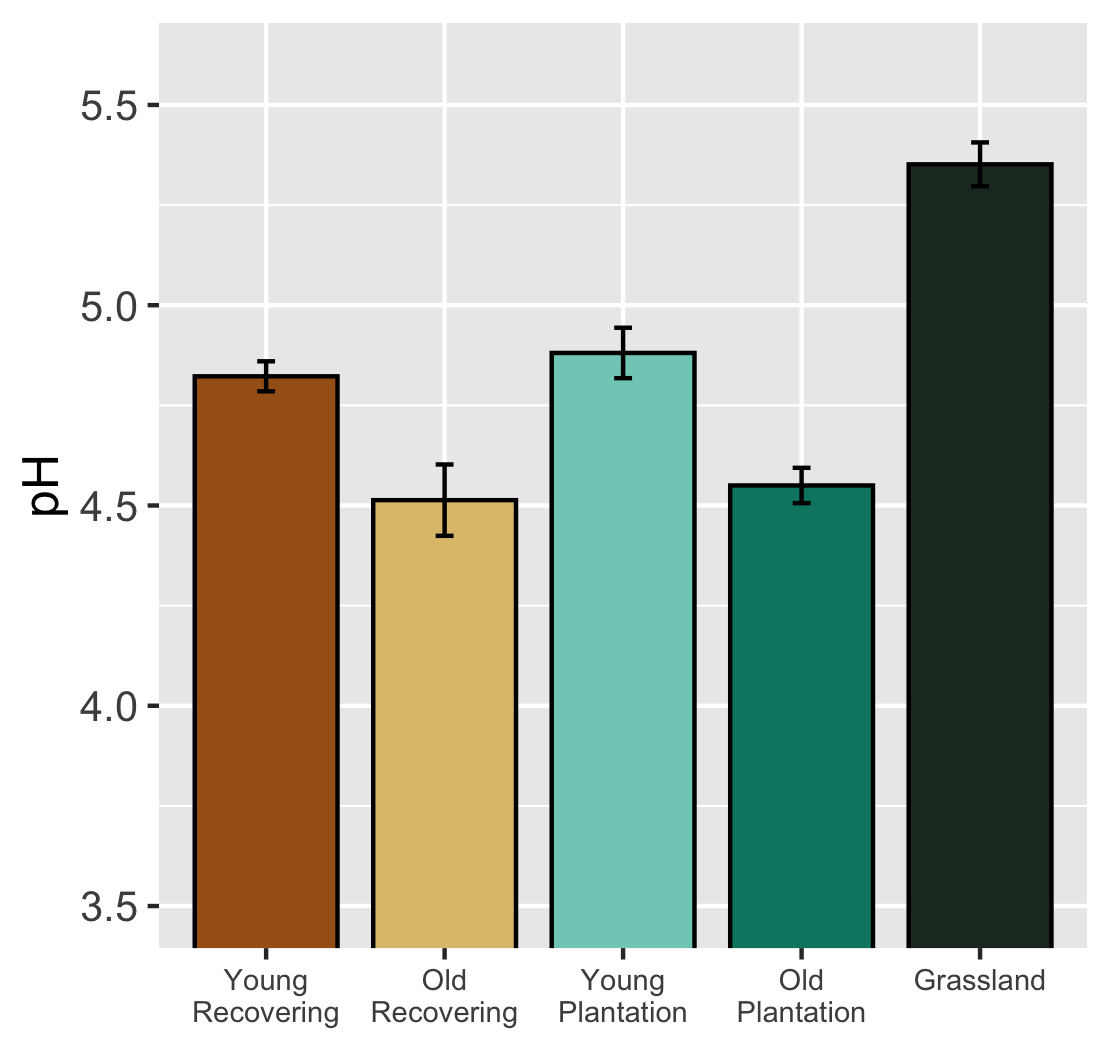 pH
5.5
5.0
4.5
4.0
3.5
Young
Recovering
Old
Recovering
Young
Plantation
Old
Plantation
Grassland